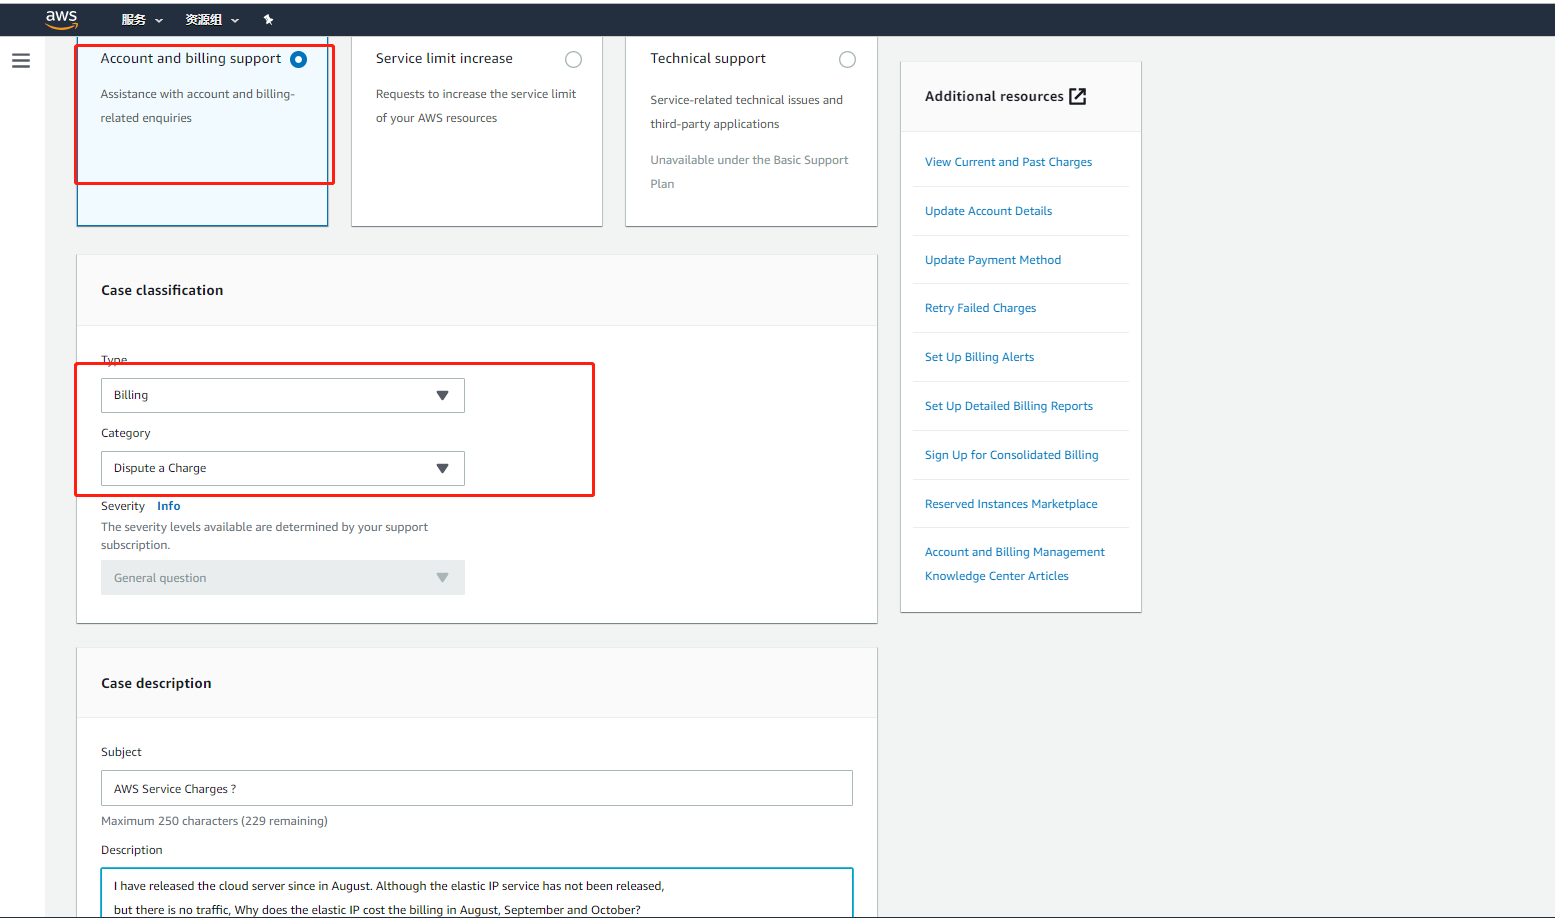 aws 服务 资源组
Account and billing support
Assistance with account and billing-
related enquiries
Service limit increase
Requests to increase the service limit
of your AWS resources
Technical support
Service-related technical issues and
third-party applications
Unavailable under the Basic Support
Plan
Case classification
Type
Billing
Category
Dispute a Charge
Severity Info
The severity levels available are determined by your support
subscription.
General question
Case description
Subject
AWS Service Charges ?
Maximum 250 characters (229 remaining)
Description
I have released the cloud server since in August. Although the elastic IP service has not been released,
but there is no traffic, Why does the elastic IP cost the billing in August, September and October?
Additional resources
View Current and Past Charges
Update Account Details
Update Payment Method
Retry Failed Charges
Set Up Billing Alerts
Set Up Detailed Billing Reports
Sign Up for Consolidated Billing
Reserved Instances Marketplace
Account and Billing Management
Knowledge Center Articles